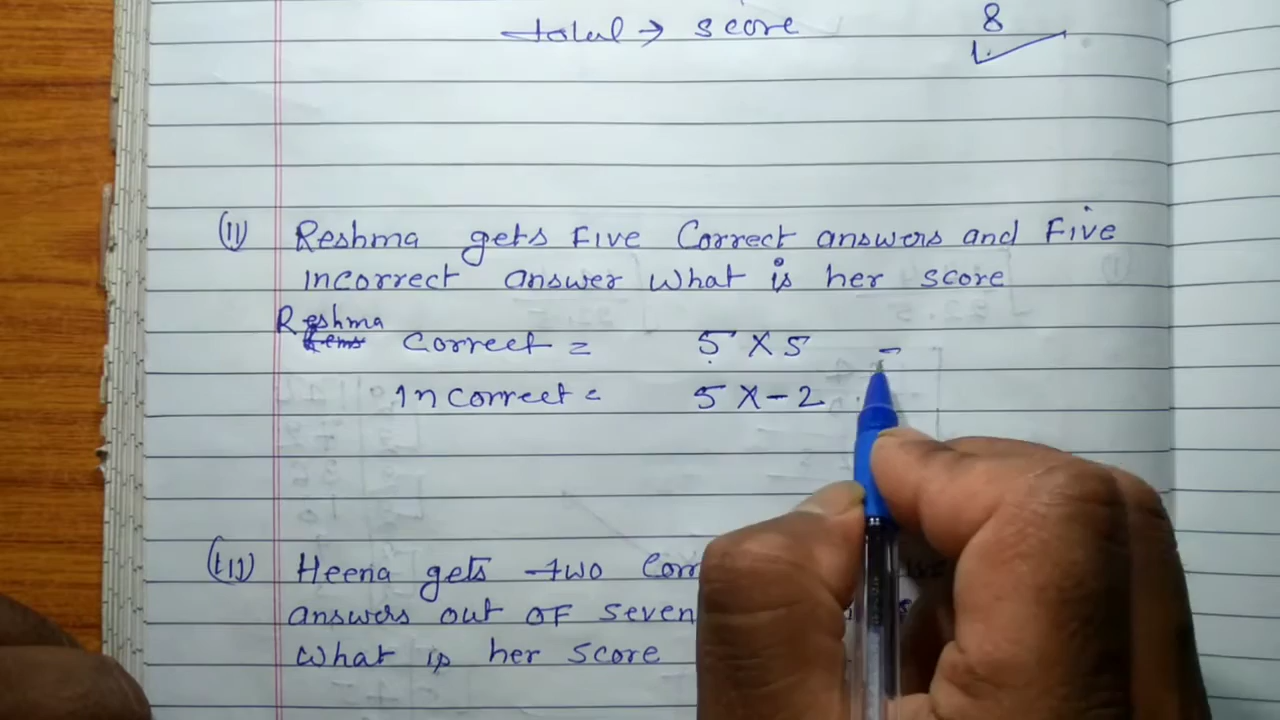 total → score 8
(ii) Reshma gets Five Correct answers and Five
incorrect answer What is her score
Reshma
Correct = 5 × 5 -
Incorrect = 5 × -2
(iii) Heena gets two
answers out OF seven
What is her score